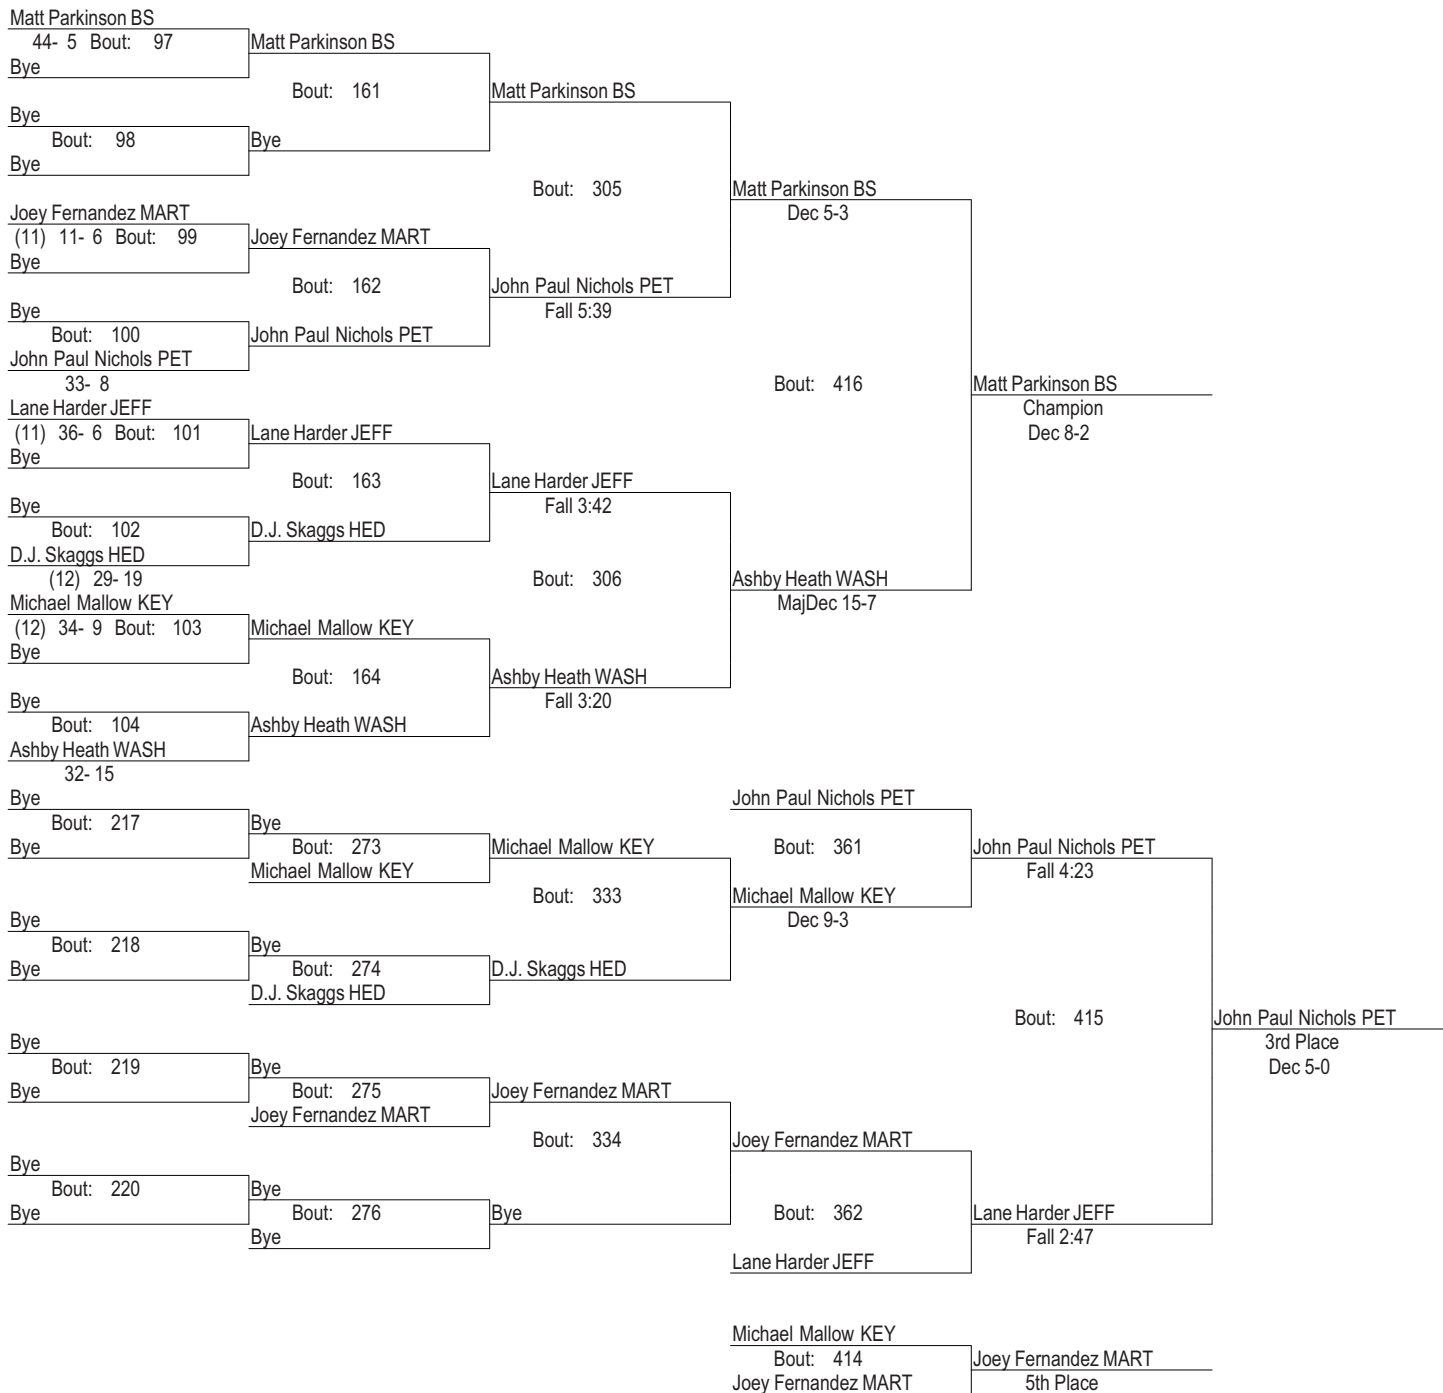 Matt Parkinson BS
44- 5 Bout: 97
Matt Parkinson BS
Bye
Bout: 161
Matt Parkinson BS
Bye
Bout: 98
Bye
Bye
Bout: 305
Matt Parkinson BS
Dec 5-3
Joey Fernandez MART
(11) 11- 6 Bout: 99
Joey Fernandez MART
Bye
Bout: 162
John Paul Nichols PET
Fall 5:39
Bye
Bout: 100
John Paul Nichols PET
John Paul Nichols PET
33- 8
Bout: 416
Matt Parkinson BS
Champion
Dec 8-2
Lane Harder JEFF
(11) 36- 6 Bout: 101
Lane Harder JEFF
Bye
Bout: 163
Lane Harder JEFF
Fall 3:42
Bye
Bout: 102
D.J. Skaggs HED
D.J. Skaggs HED
(12) 29- 19
Bout: 306
Ashby Heath WASH
MajDec 15-7
Michael Mallow KEY
(12) 34- 9 Bout: 103
Michael Mallow KEY
Bye
Bout: 164
Ashby Heath WASH
Fall 3:20
Bye
Bout: 104
Ashby Heath WASH
Ashby Heath WASH
32- 15
Bye
Bout: 217
Bye
Bye
Bout: 273
Michael Mallow KEY
Michael Mallow KEY
John Paul Nichols PET
Bout: 361
John Paul Nichols PET
Fall 4:23
Bout: 333
Michael Mallow KEY
Dec 9-3
Bye
Bout: 218
Bye
Bye
Bout: 274
D.J. Skaggs HED
D.J. Skaggs HED
Bout: 415
John Paul Nichols PET
3rd Place
Dec 5-0
Bye
Bout: 219
Bye
Bye
Bout: 275
Joey Fernandez MART
Joey Fernandez MART
Bout: 334
Joey Fernandez MART
Bye
Bout: 220
Bye
Bye
Bout: 276
Bye
Bye
Bout: 362
Lane Harder JEFF
Fall 2:47
Lane Harder JEFF
Michael Mallow KEY
Bout: 414
Joey Fernandez MART
Joey Fernandez MART
5th Place